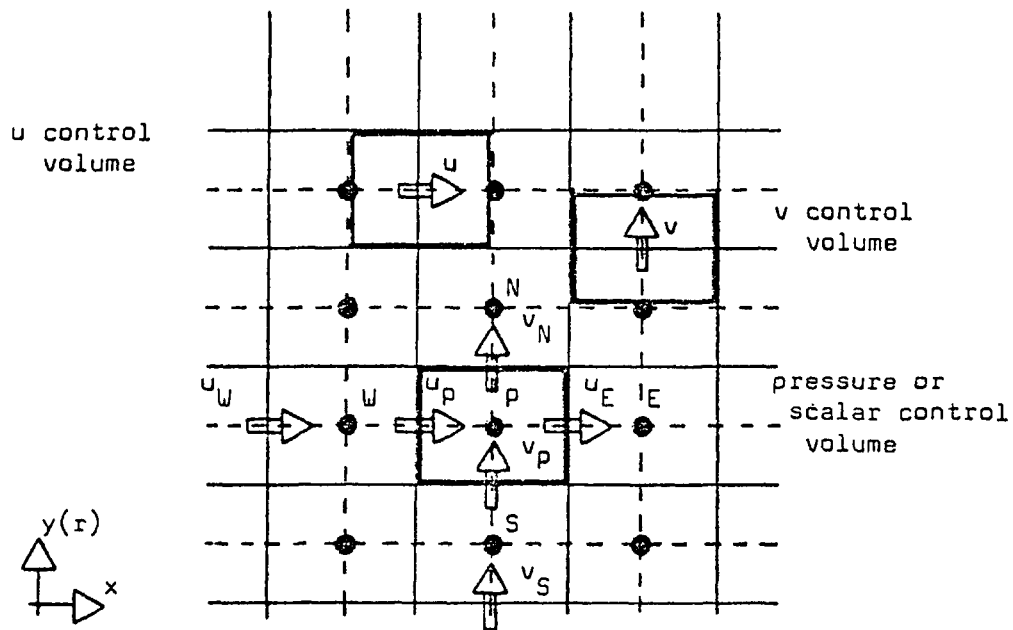 u control
volume
u
v
v control
volume
N
v_N
u_W
W
u_P
P
u_E
E
pressure or
scalar control
volume
v_P
S
v_S
y(r)
x